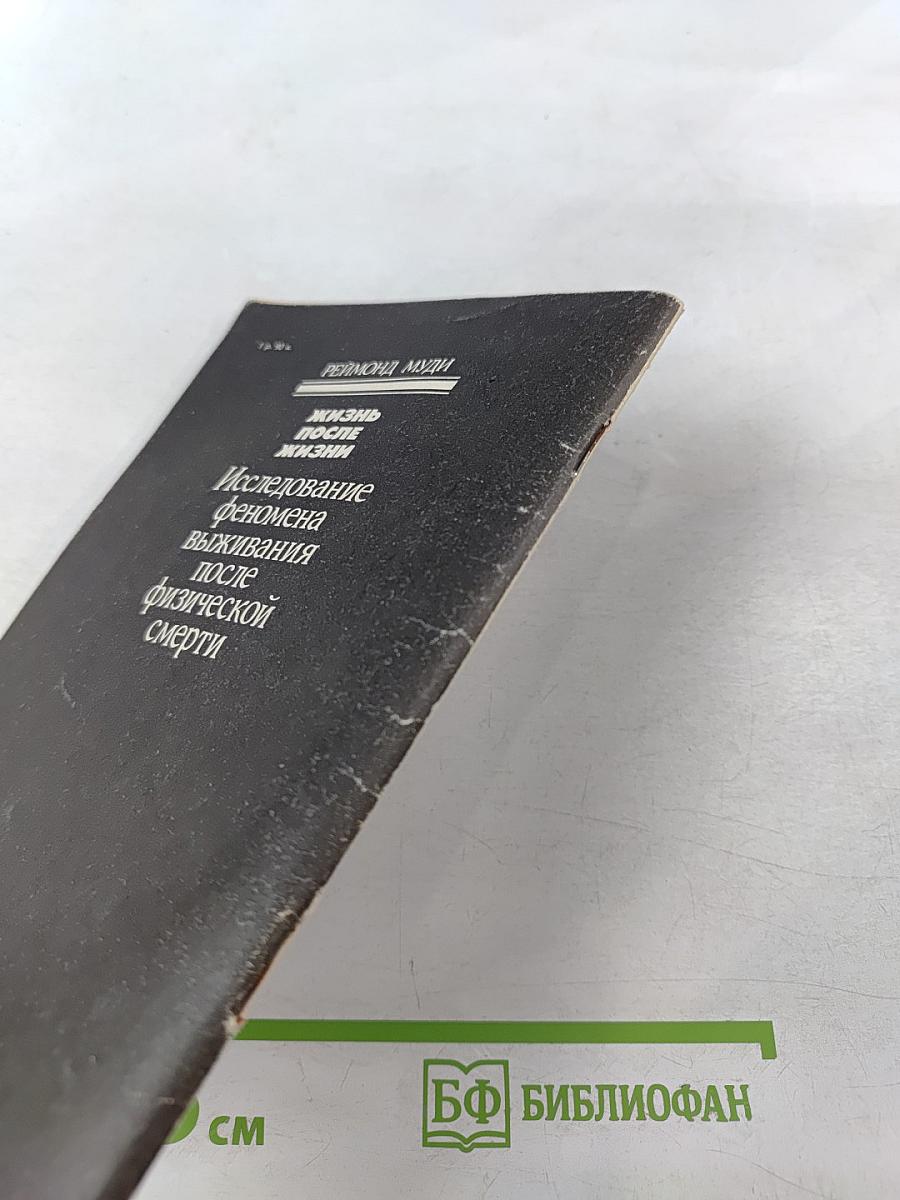 РЕЙМОНД МУДИ
ЖИЗНЬ
ПОСЛЕ
ЖИЗНИ
Исследование
феномена
выживания
после
физической
смерти
см
БФ БИБЛИОФАН